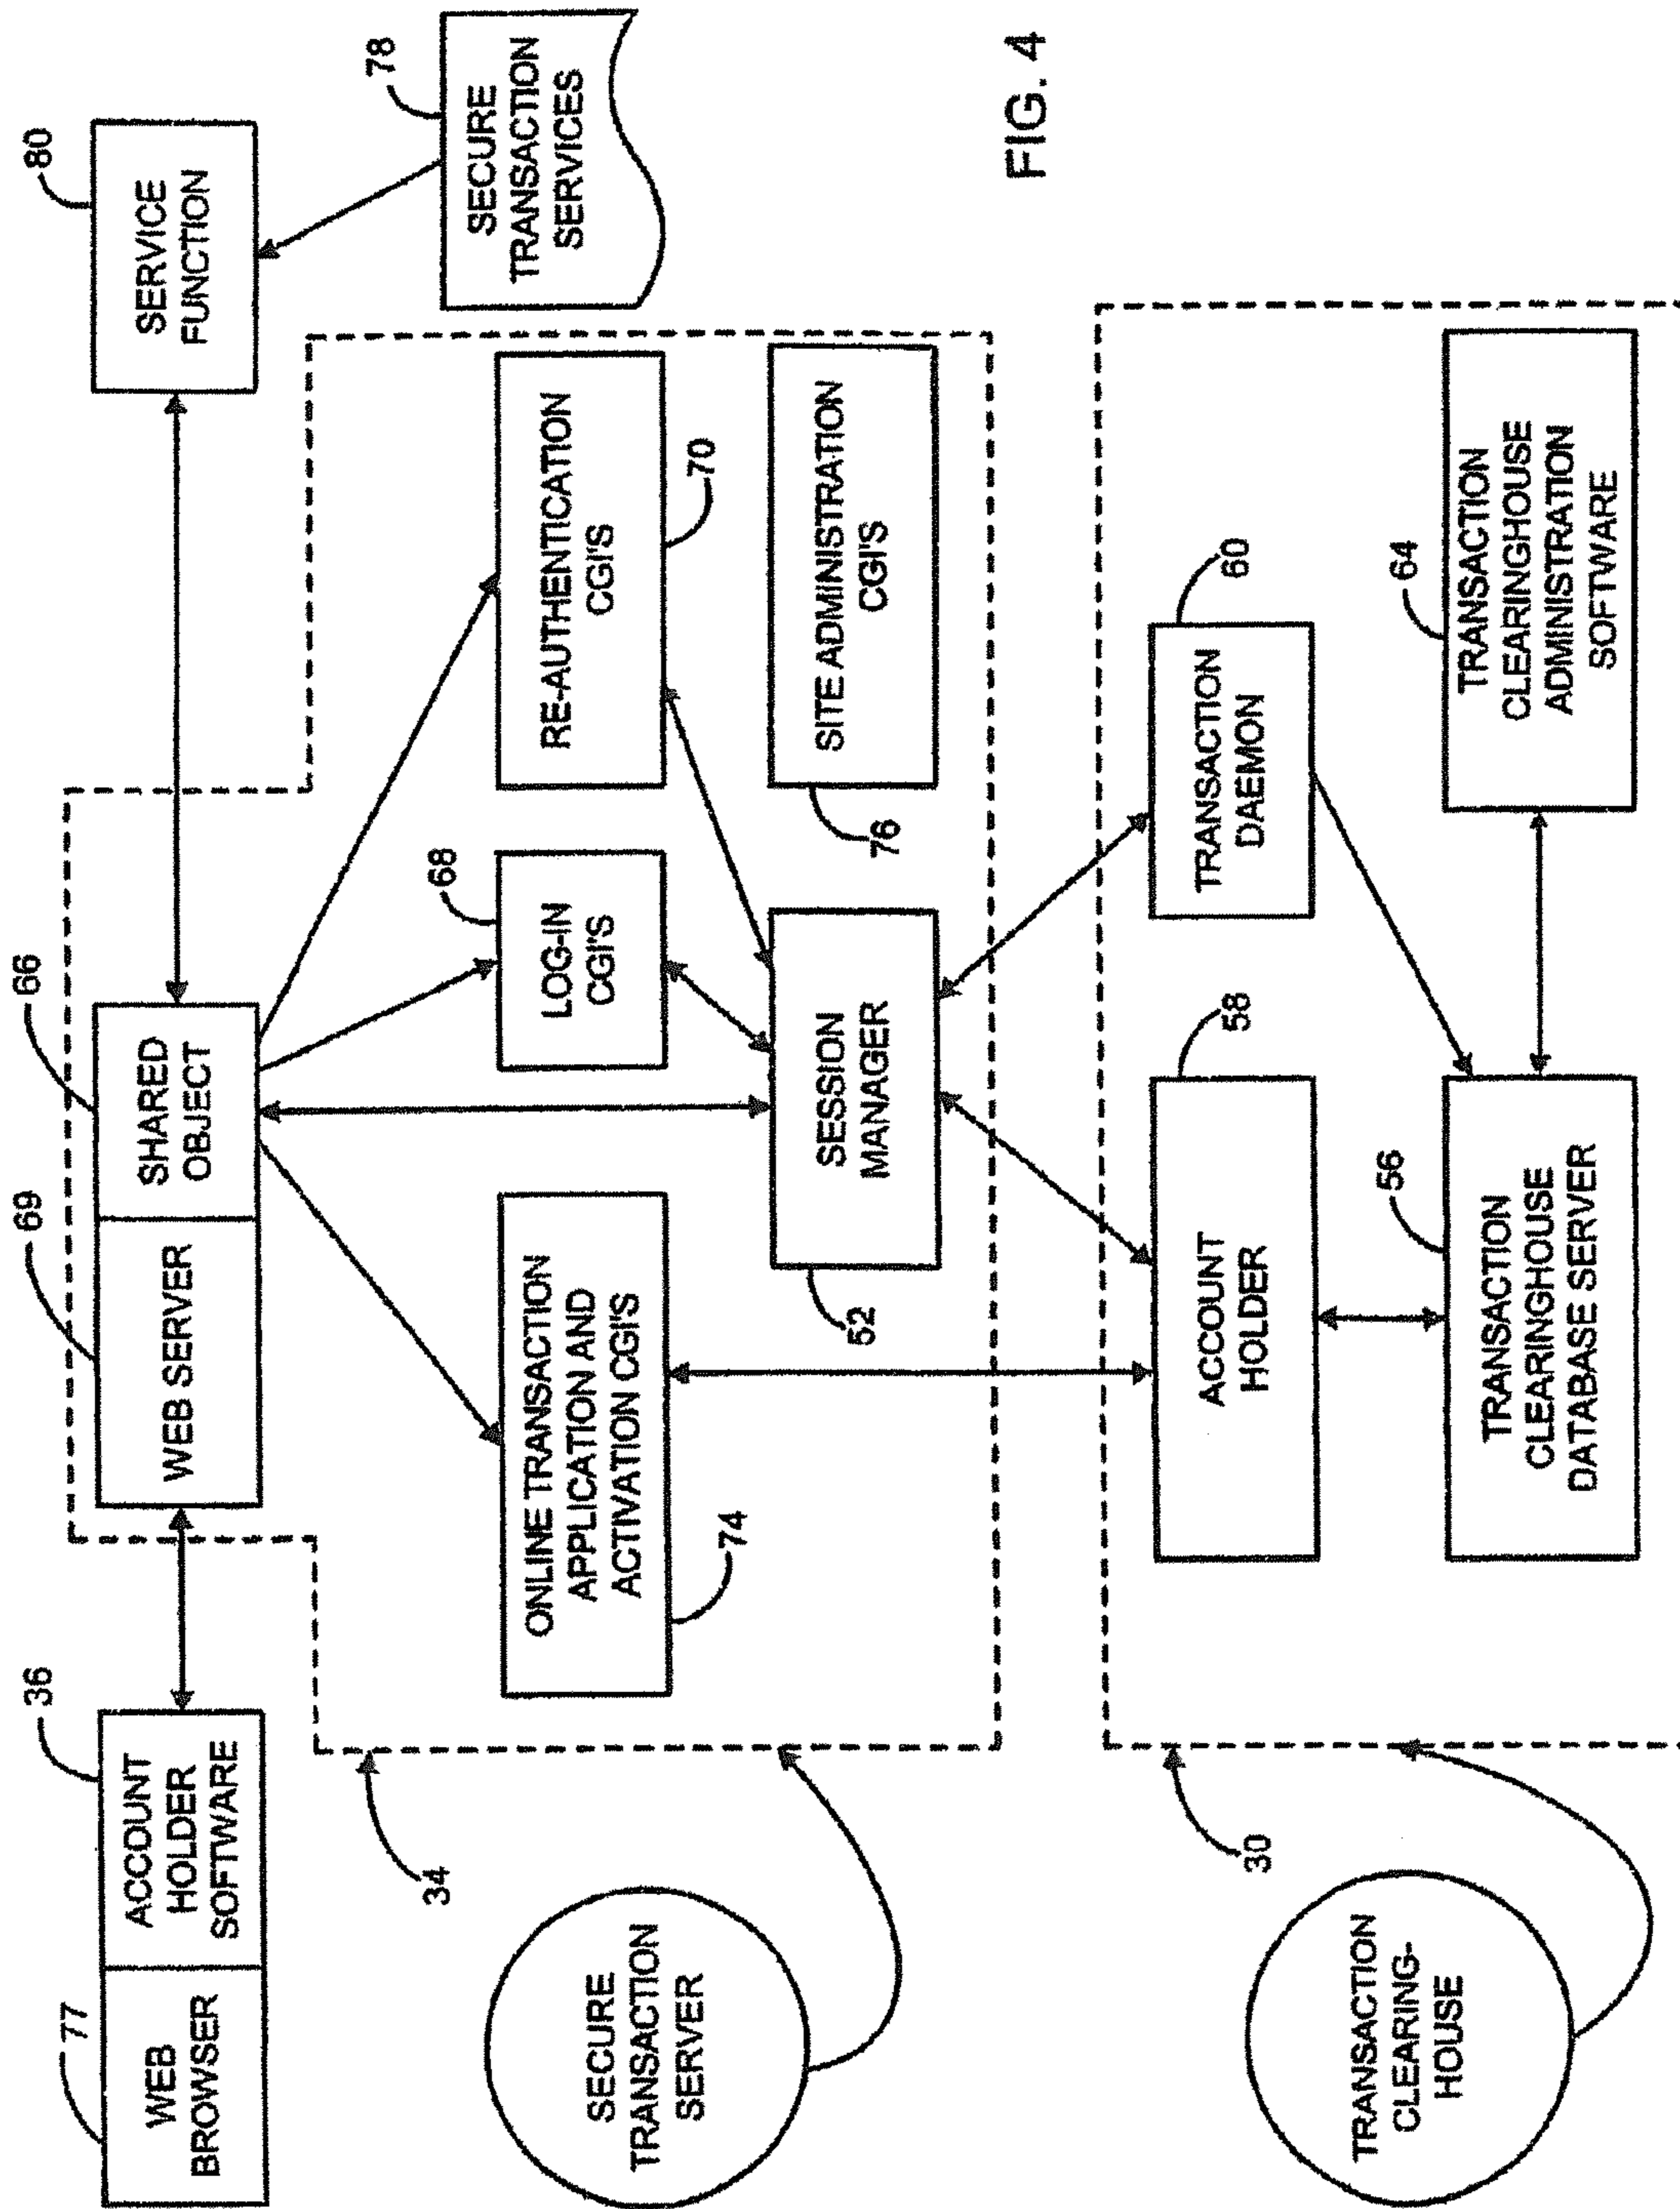 77
WEB
BROWSER
36
ACCOUNT
HOLDER
SOFTWARE
69
WEB SERVER
66
SHARED
OBJECT
80
SERVICE
FUNCTION
78
SECURE
TRANSACTION
SERVICES
34
SECURE
TRANSACTION
SERVER
ONLINE TRANSACTION
APPLICATION AND
ACTIVATION CGI'S
74
68
LOG-IN
CGI'S
RE-AUTHENTICATION
CGI'S
70
SESSION
MANAGER
52
SITE ADMINISTRATION
CGI'S
76
FIG. 4
30
TRANSACTION
CLEARING-
HOUSE
58
ACCOUNT
HOLDER
60
TRANSACTION
DAEMON
56
TRANSACTION
CLEARINGHOUSE
DATABASE SERVER
64
TRANSACTION
CLEARINGHOUSE
ADMINISTRATION
SOFTWARE